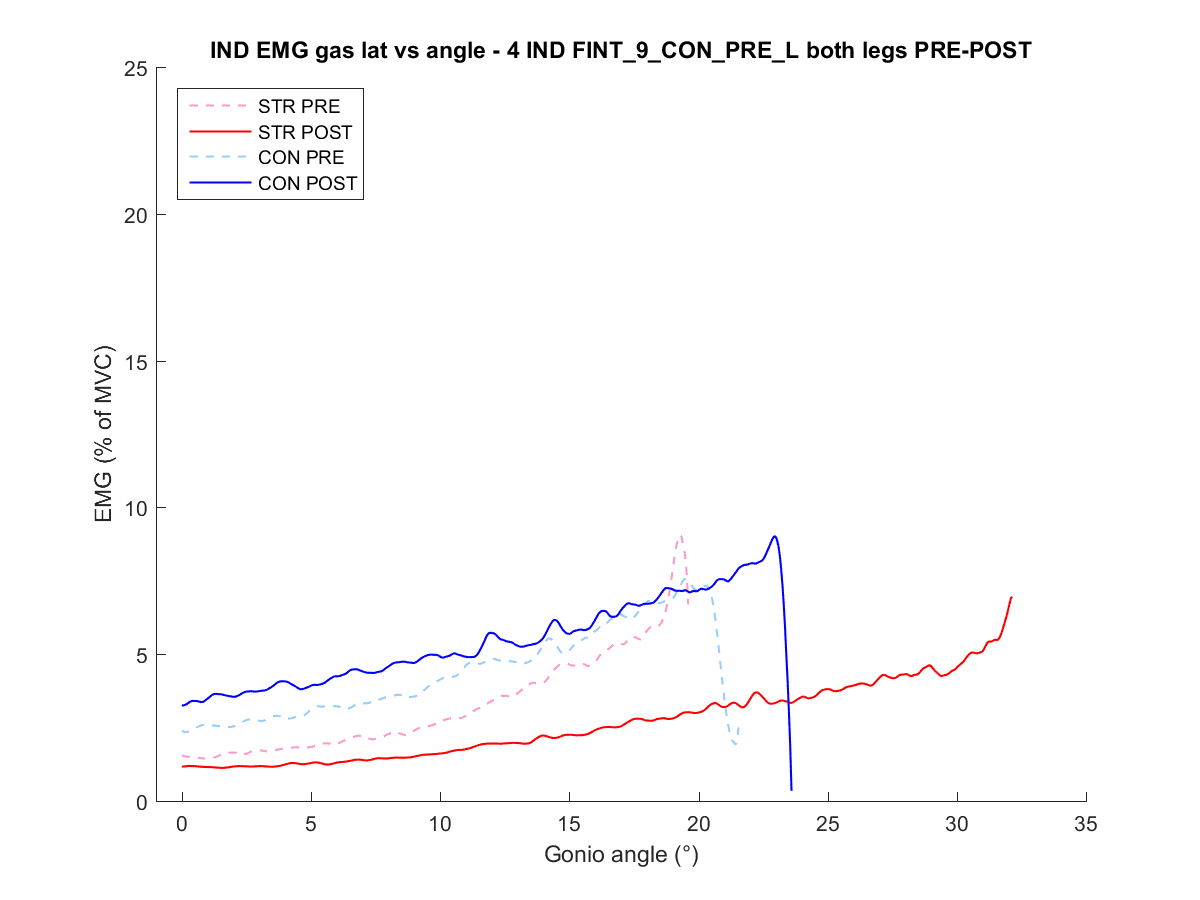 IND EMG gas lat vs angle - 4 IND FINT_9_CON_PRE_L both legs PRE-POST
25
STR PRE
STR POST
CON PRE
CON POST
20
15
10
5
0
EMG (% of MVC)
0 5 10 15 20 25 30 35
Gonio angle (°)